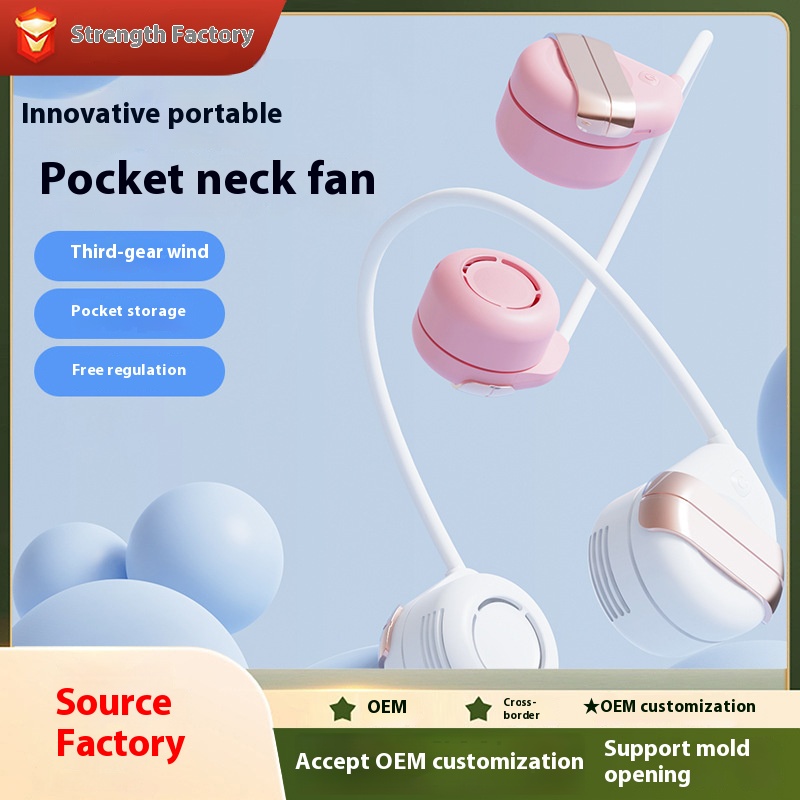 Strength Factory
Innovative portable
Pocket neck fan
Third-gear wind
Pocket storage
Free regulation
Source
Factory
OEM
Cross-
border
★OEM customization
Accept OEM customization
Support mold
opening